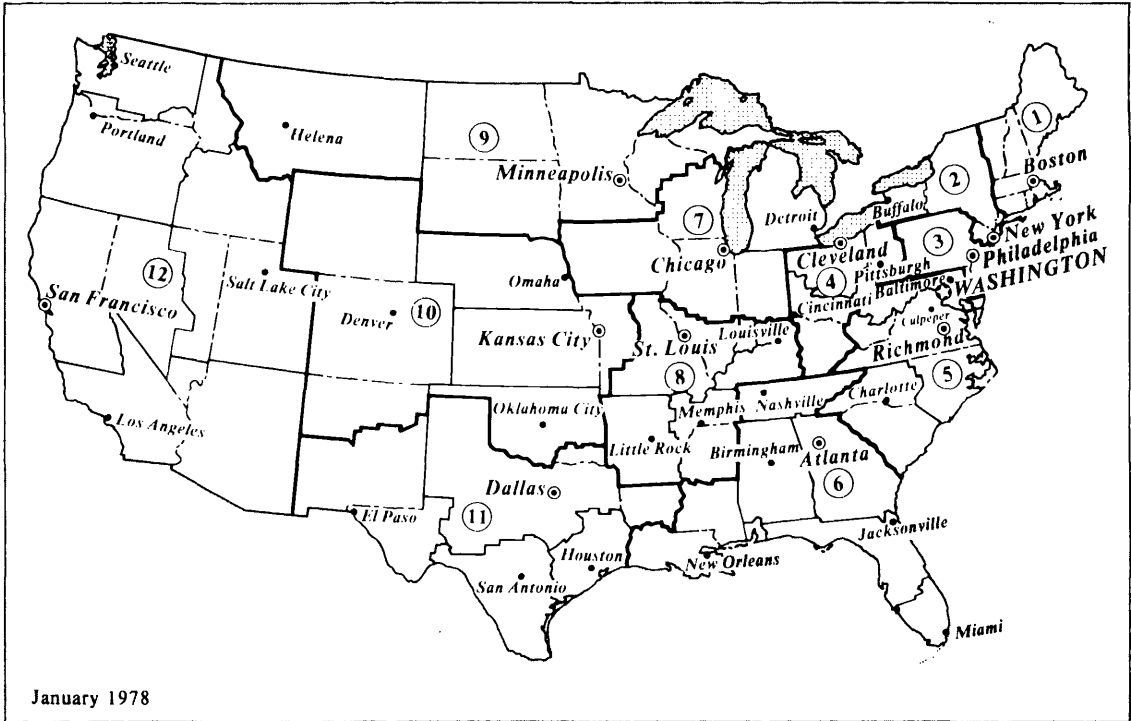 Seattle
Portland
Helena
9
Minneapolis
1
Boston
2
Buffalo
Detroit
7
Chicago
New York
Philadelphia
3
Cleveland
Pittsburgh
4
WASHINGTON
Baltimore
Cincinnati
12
San Francisco
Salt Lake City
Omaha
Denver
10
Kansas City
St. Louis
Louisville
Culpeper
Richmond
8
5
Charlotte
Los Angeles
Oklahoma City
Memphis
Nashville
Little Rock
Birmingham
Atlanta
6
Dallas
11
El Paso
Houston
San Antonio
New Orleans
Jacksonville
Miami
January 1978